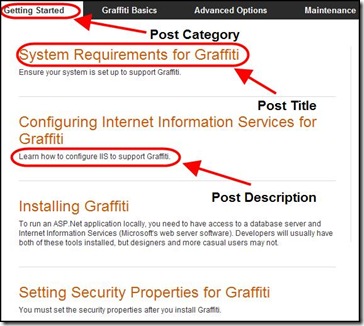 Getting Started Graffiti Basics Advanced Options Maintenance
Post Category
System Requirements for Graffiti
Ensure your system is set up to support Graffiti.
Post Title
Configuring Internet Information Services for
Graffiti
Learn how to configure IIS to support Graffiti.
Post Description
Installing Graffiti
To run an ASP.Net application locally, you need to have access to a database server and
Internet Information Services (Microsoft's web server software). Developers will usually have
both of these tools installed, but designers and more casual users may not.
Setting Security Properties for Graffiti
You must set the security properties after you install Graffiti.